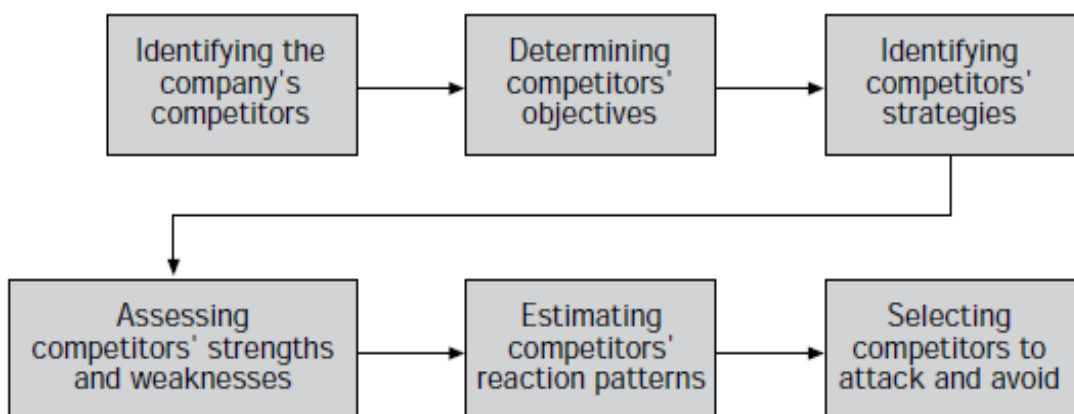 Identifying the
company's
competitors
Determining
competitors'
objectives
Identifying
competitors'
strategies
Assessing
competitors' strengths
and weaknesses
Estimating
competitors'
reaction patterns
Selecting
competitors to
attack and avoid